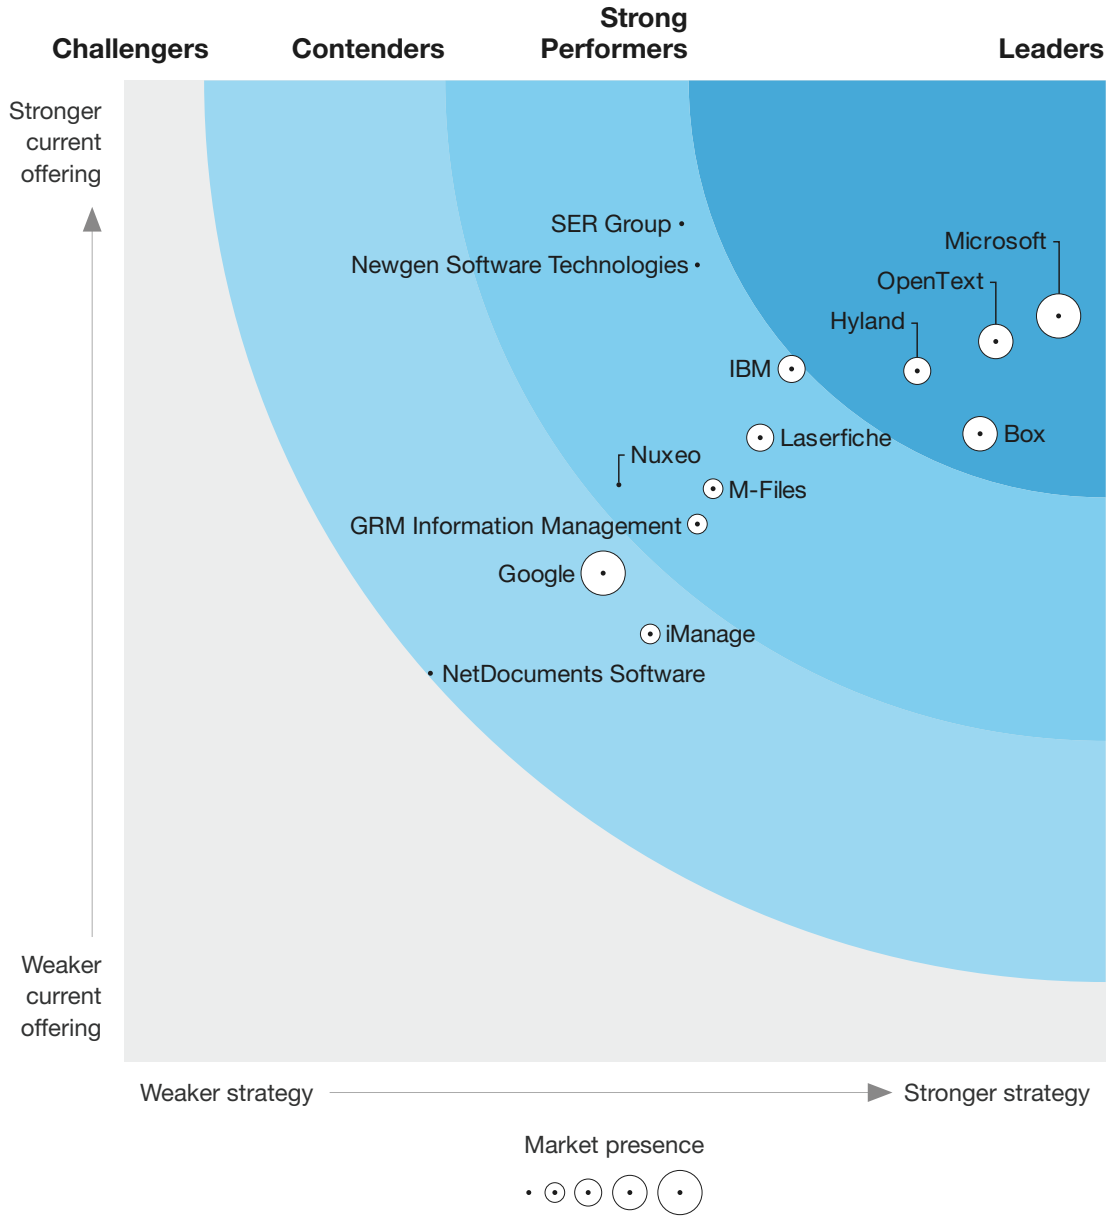 Challengers
Contenders
Strong
Performers
Leaders
Stronger
current
offering
SER Group
Newgen Software Technologies
Microsoft
OpenText
Hyland
IBM
Laserfiche
Box
Nuxeo
M-Files
GRM Information Management
Google
iManage
NetDocuments Software
Weaker
current
offering
Weaker strategy
Stronger strategy
Market presence